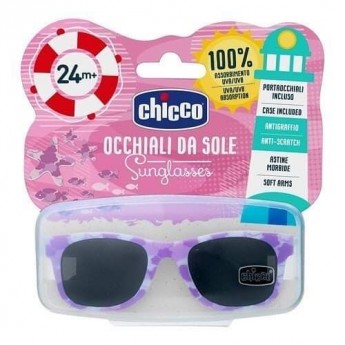 24m+
chicco
OCCHIALI DA SOLE
Sunglasses
100%
ASSORBIMENTO
UVA/UVB
UVA/UVB
ABSORPTION
PORTAOCCHIALI
INCLUSO
CASE INCLUDED
ANTIGRAFFIO
ANTI-SCRATCH
ASTINE
MORBIDE
SOFT ARMS
chicco